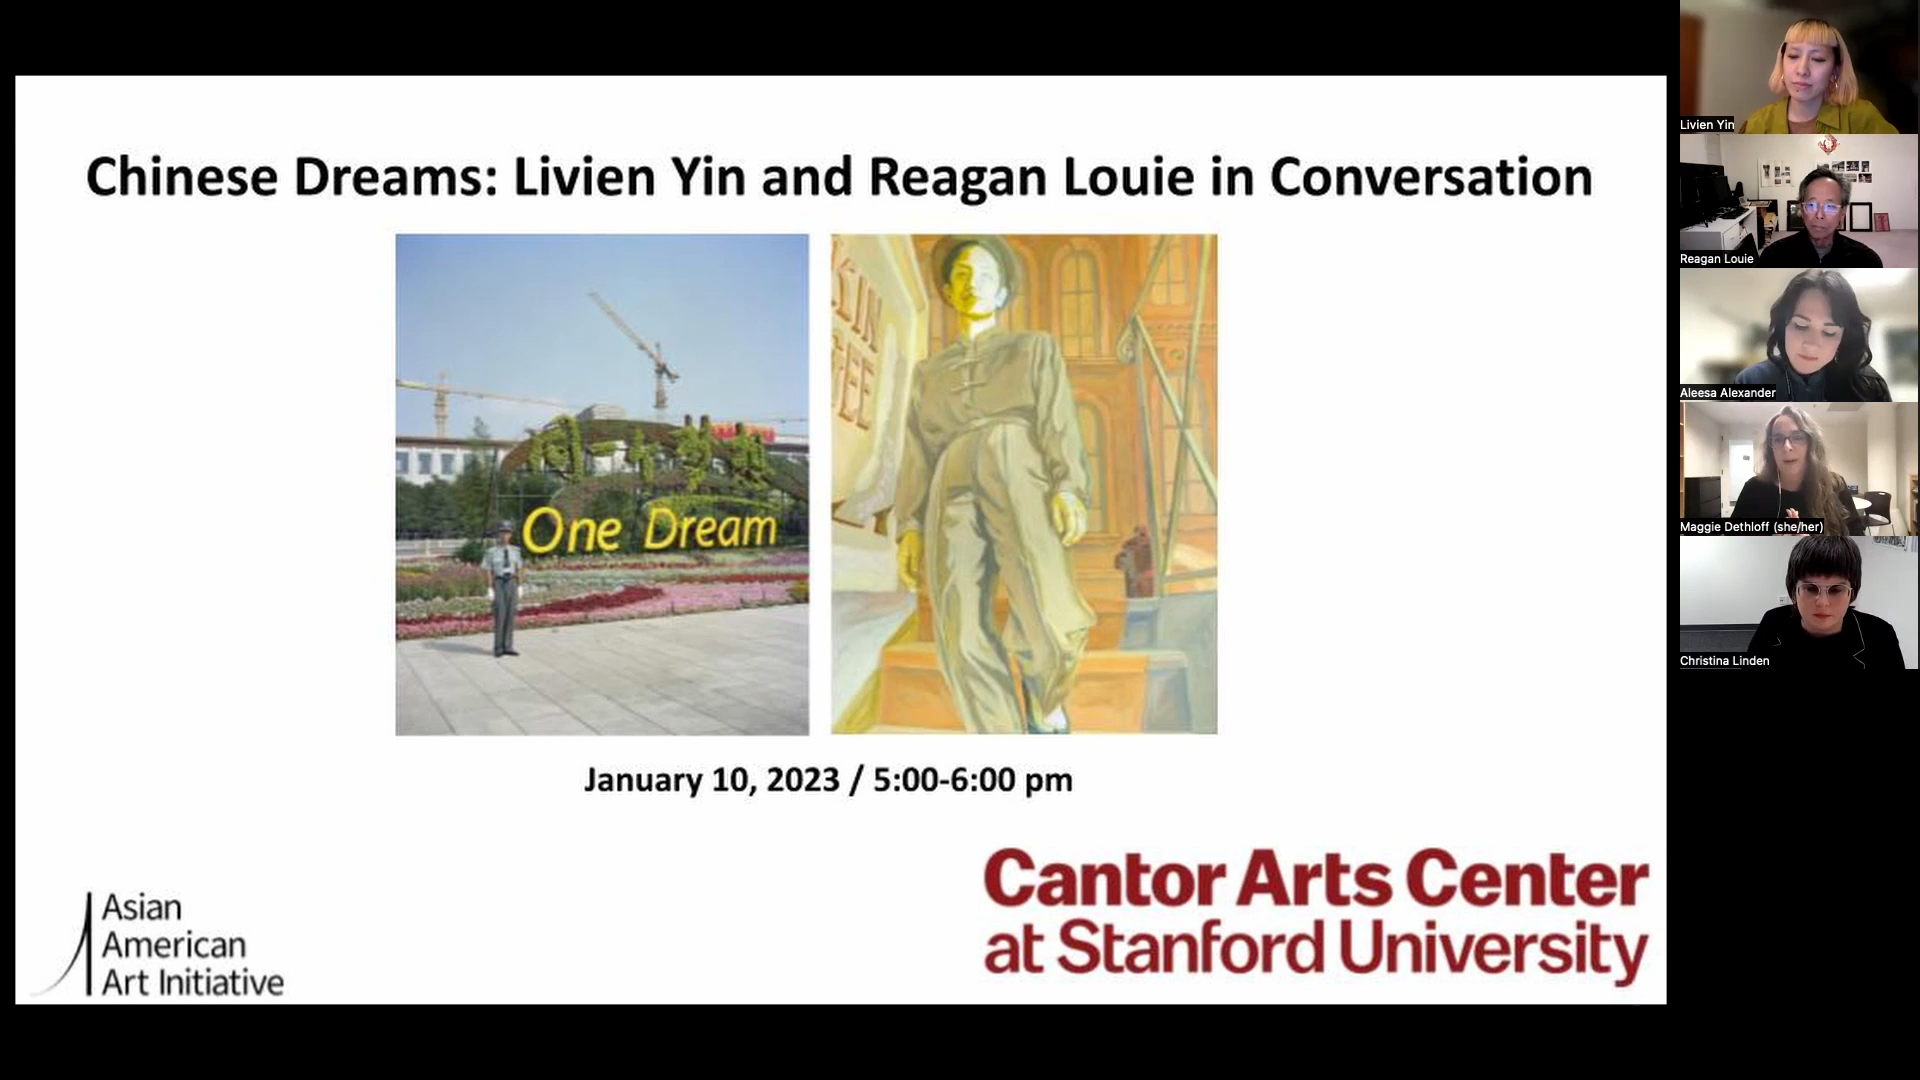 Chinese Dreams: Livien Yin and Reagan Louie in Conversation
One Dream
January 10, 2023 / 5:00-6:00 pm
Asian
American
Art Initiative
Cantor Arts Center
at Stanford University
Livien Yin
Reagan Louie
Aleesa Alexander
Maggie Dethloff (she/her)
Christina Linden